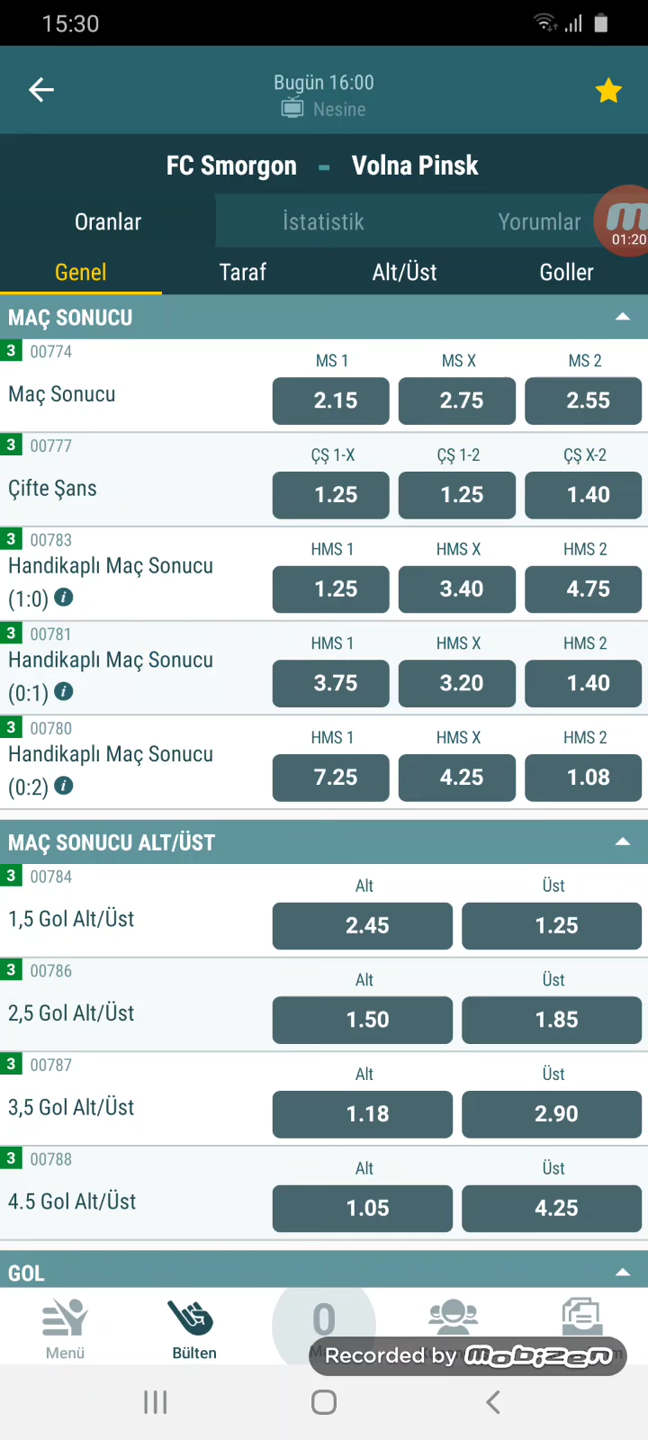 15:30
Bugün 16:00
Nesine
FC Smorgon - Volna Pinsk
Oranlar İstatistik Yorumlar
01:20
Genel Taraf Alt/Üst Goller
MAÇ SONUCU
3 00774
MS 1 MS X MS 2
Maç Sonucu 2.15 2.75 2.55
3 00777
ÇŞ 1-X ÇŞ 1-2 ÇŞ X-2
Çifte Şans 1.25 1.25 1.40
3 00783
HMS 1 HMS X HMS 2
Handikaplı Maç Sonucu
(1:0) i 1.25 3.40 4.75
3 00781
HMS 1 HMS X HMS 2
Handikaplı Maç Sonucu
(0:1) i 3.75 3.20 1.40
3 00780
HMS 1 HMS X HMS 2
Handikaplı Maç Sonucu
(0:2) i 7.25 4.25 1.08
MAÇ SONUCU ALT/ÜST
3 00784
Alt Üst
1,5 Gol Alt/Üst 2.45 1.25
3 00786
Alt Üst
2,5 Gol Alt/Üst 1.50 1.85
3 00787
Alt Üst
3,5 Gol Alt/Üst 1.18 2.90
3 00788
Alt Üst
4.5 Gol Alt/Üst 1.05 4.25
GOL
0
Menü Bülten
Recorded by mobizen